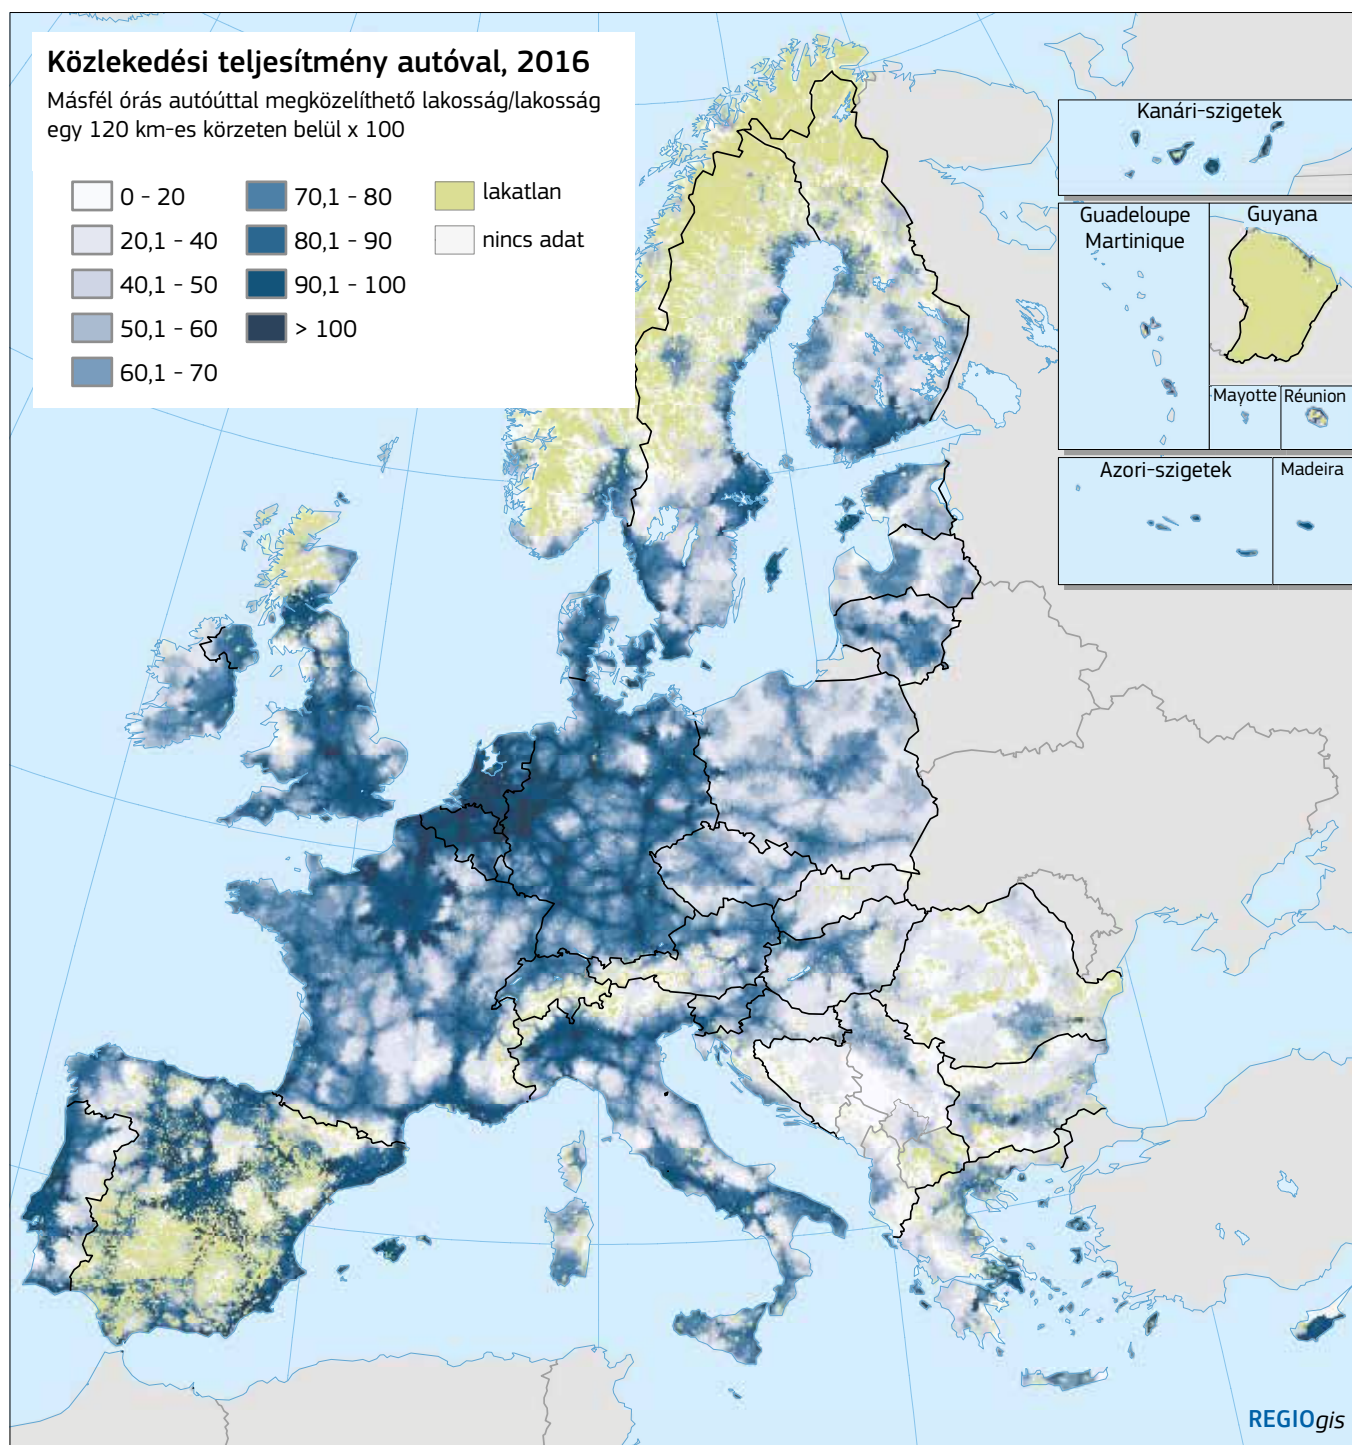 Közlekedési teljesítmény autóval, 2016
Másfél órás autóúttal megközelíthető lakosság/lakosság
egy 120 km-es körzeten belül x 100
0 - 20
20,1 - 40
40,1 - 50
50,1 - 60
60,1 - 70
70,1 - 80
80,1 - 90
90,1 - 100
> 100
lakatlan
nincs adat
Kanári-szigetek
Guadeloupe
Martinique
Guyana
Mayotte
Réunion
Azori-szigetek
Madeira
REGIOgis